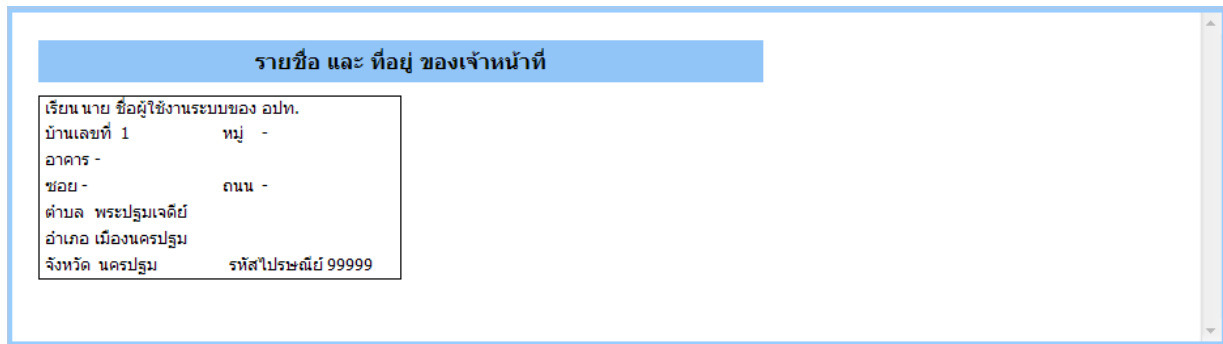 รายชื่อ และ ที่อยู่ ของเจ้าหน้าที่
เรียน นาย ชื่อผู้ใช้งานระบบของ อปท.
บ้านเลขที่ 1 หมู่ -
อาคาร -
ซอย - ถนน -
ตำบล พระปฐมเจดีย์
อำเภอ เมืองนครปฐม
จังหวัด นครปฐม รหัสไปรษณีย์ 99999